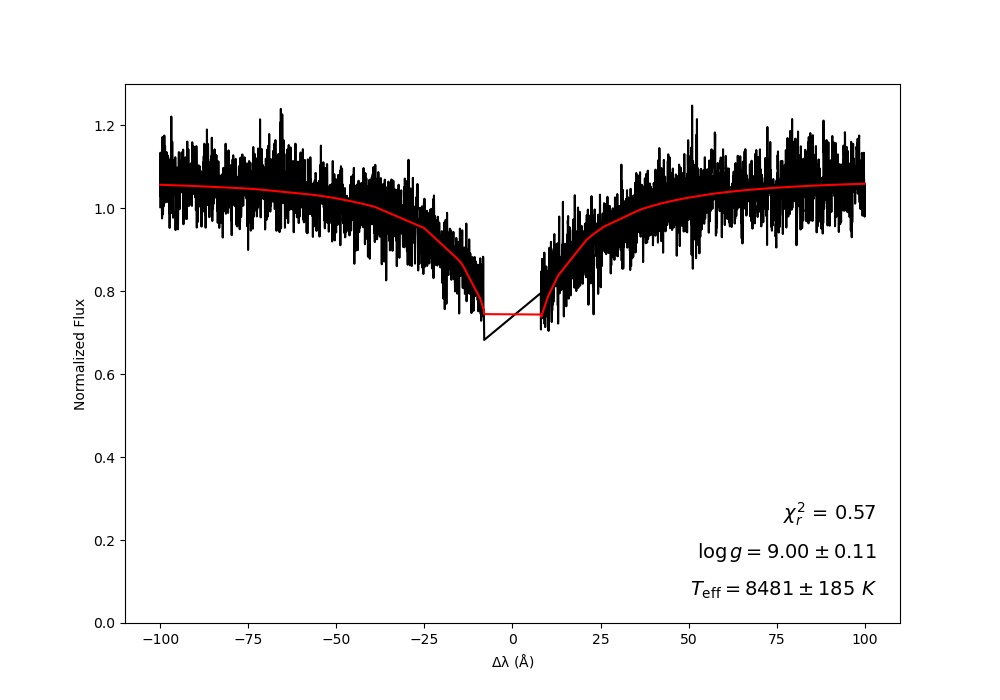 1.2
1.0
0.8
0.6
0.4
0.2
0.0
Normalized Flux
χ²ᵣ = 0.57
log g = 9.00 ± 0.11
T_eff = 8481 ± 185 K
−100 −75 −50 −25 0 25 50 75 100
Δλ (Å)